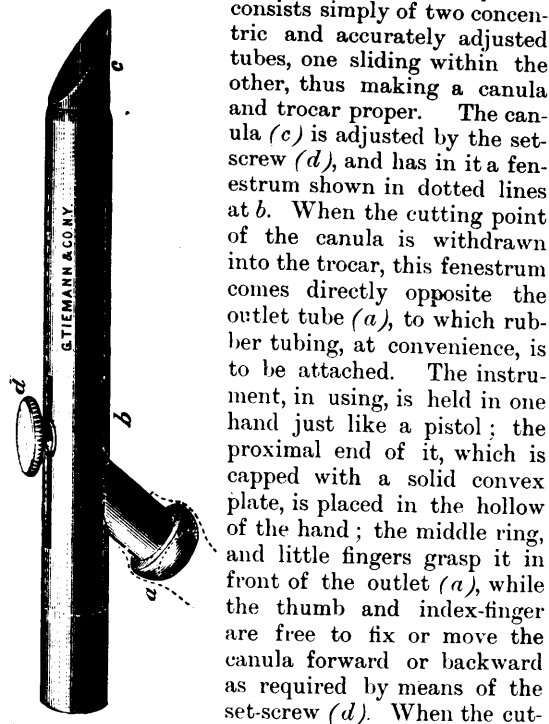 c
G.TIEMANN & CO.N.Y.
d
b
a
consists simply of two concen-
tric and accurately adjusted
tubes, one sliding within the
other, thus making a canula
and trocar proper. The can-
ula (c) is adjusted by the set-
screw (d), and has in it a fen-
estrum shown in dotted lines
at b. When the cutting point
of the canula is withdrawn
into the trocar, this fenestrum
comes directly opposite the
outlet tube (a), to which rub-
ber tubing, at convenience, is
to be attached. The instru-
ment, in using, is held in one
hand just like a pistol; the
proximal end of it, which is
capped with a solid convex
plate, is placed in the hollow
of the hand; the middle ring,
and little fingers grasp it in
front of the outlet (a), while
the thumb and index-finger
are free to fix or move the
canula forward or backward
as required by means of the
set-screw (d). When the cut-